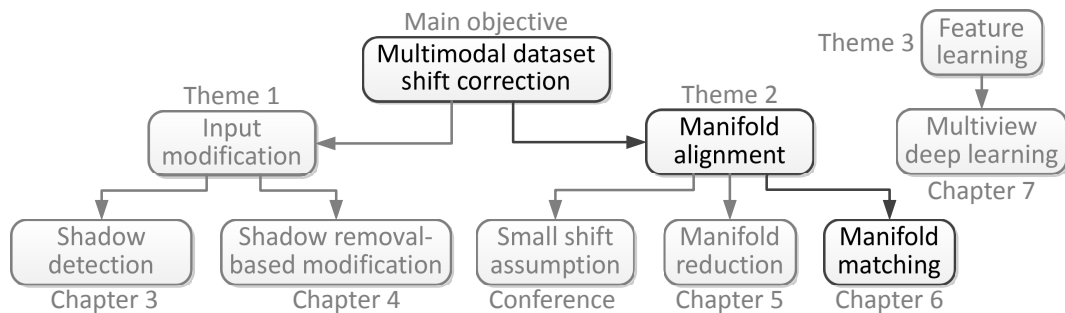 Main objective
Multimodal dataset
shift correction
Theme 3
Feature
learning
Theme 1
Input
modification
Theme 2
Manifold
alignment
Multiview
deep learning
Chapter 7
Shadow
detection
Chapter 3
Shadow removal-
based modification
Chapter 4
Small shift
assumption
Conference
Manifold
reduction
Chapter 5
Manifold
matching
Chapter 6